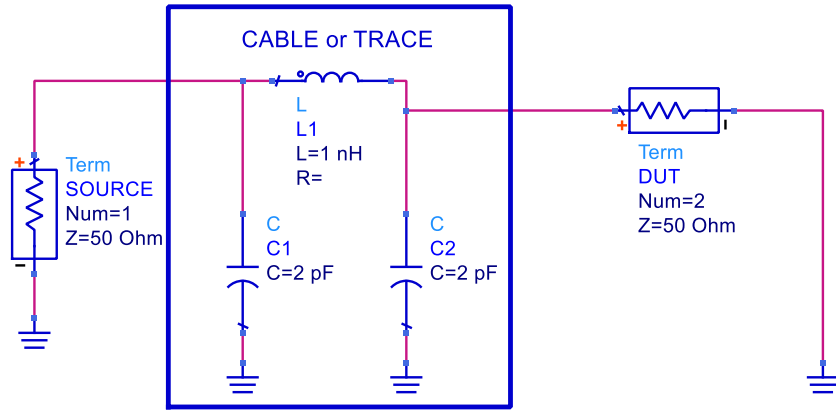 CABLE or TRACE
L
L1
L=1 nH
R=
+
Term
SOURCE
Num=1
Z=50 Ohm
−
C
C1
C=2 pF
C
C2
C=2 pF
+
−
Term
DUT
Num=2
Z=50 Ohm